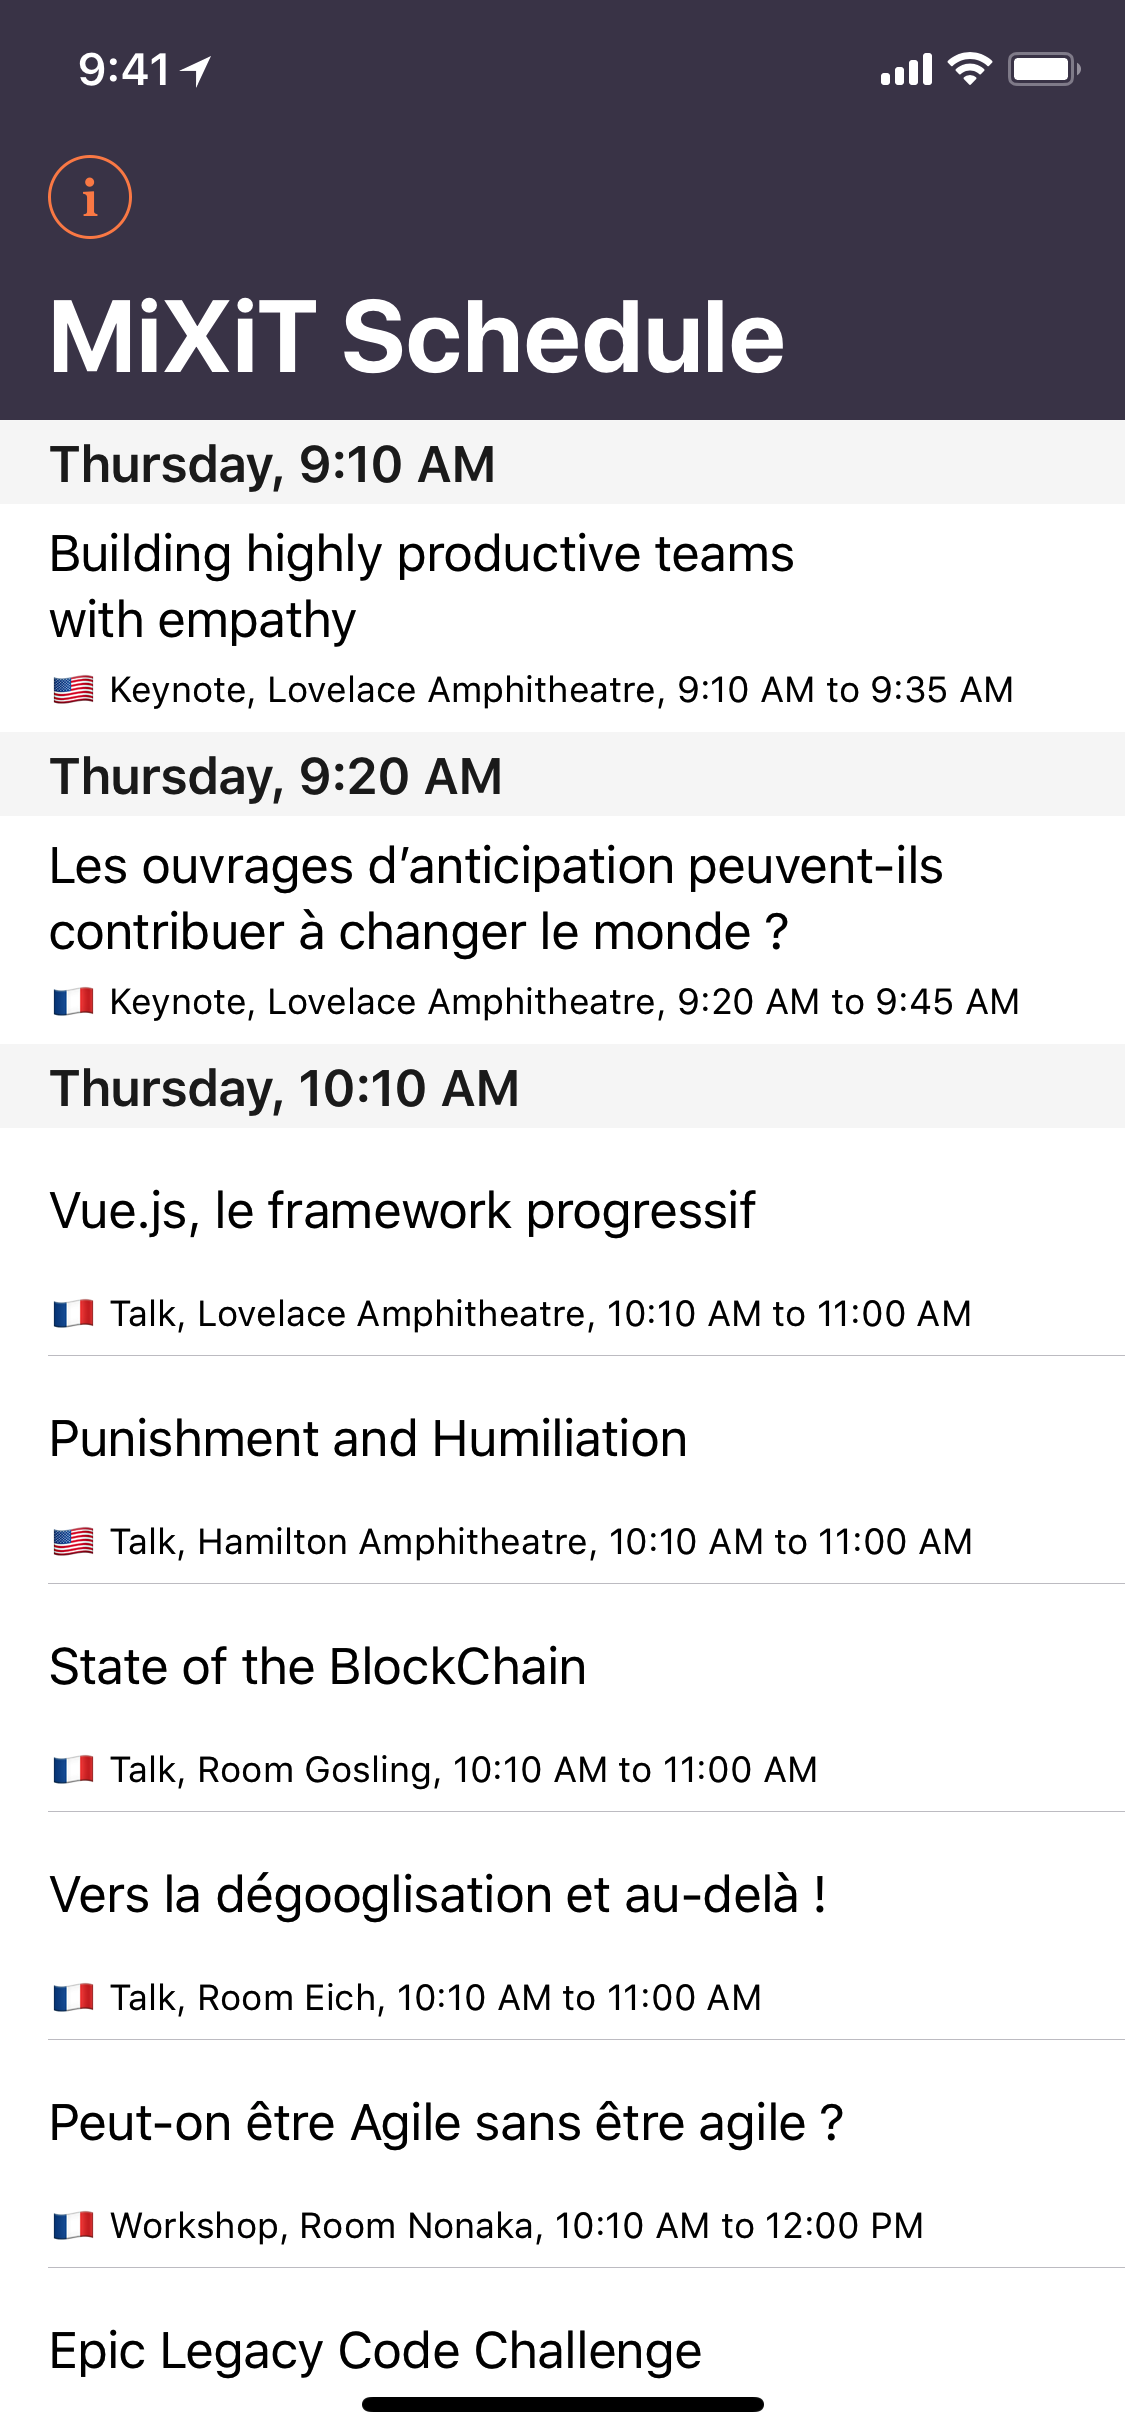 9:41
i
MiXiT Schedule
Thursday, 9:10 AM
Building highly productive teams
with empathy
🇺🇸 Keynote, Lovelace Amphitheatre, 9:10 AM to 9:35 AM
Thursday, 9:20 AM
Les ouvrages d’anticipation peuvent-ils
contribuer à changer le monde ?
🇫🇷 Keynote, Lovelace Amphitheatre, 9:20 AM to 9:45 AM
Thursday, 10:10 AM
Vue.js, le framework progressif
🇫🇷 Talk, Lovelace Amphitheatre, 10:10 AM to 11:00 AM
Punishment and Humiliation
🇺🇸 Talk, Hamilton Amphitheatre, 10:10 AM to 11:00 AM
State of the BlockChain
🇫🇷 Talk, Room Gosling, 10:10 AM to 11:00 AM
Vers la dégooglisation et au-delà !
🇫🇷 Talk, Room Eich, 10:10 AM to 11:00 AM
Peut-on être Agile sans être agile ?
🇫🇷 Workshop, Room Nonaka, 10:10 AM to 12:00 PM
Epic Legacy Code Challenge